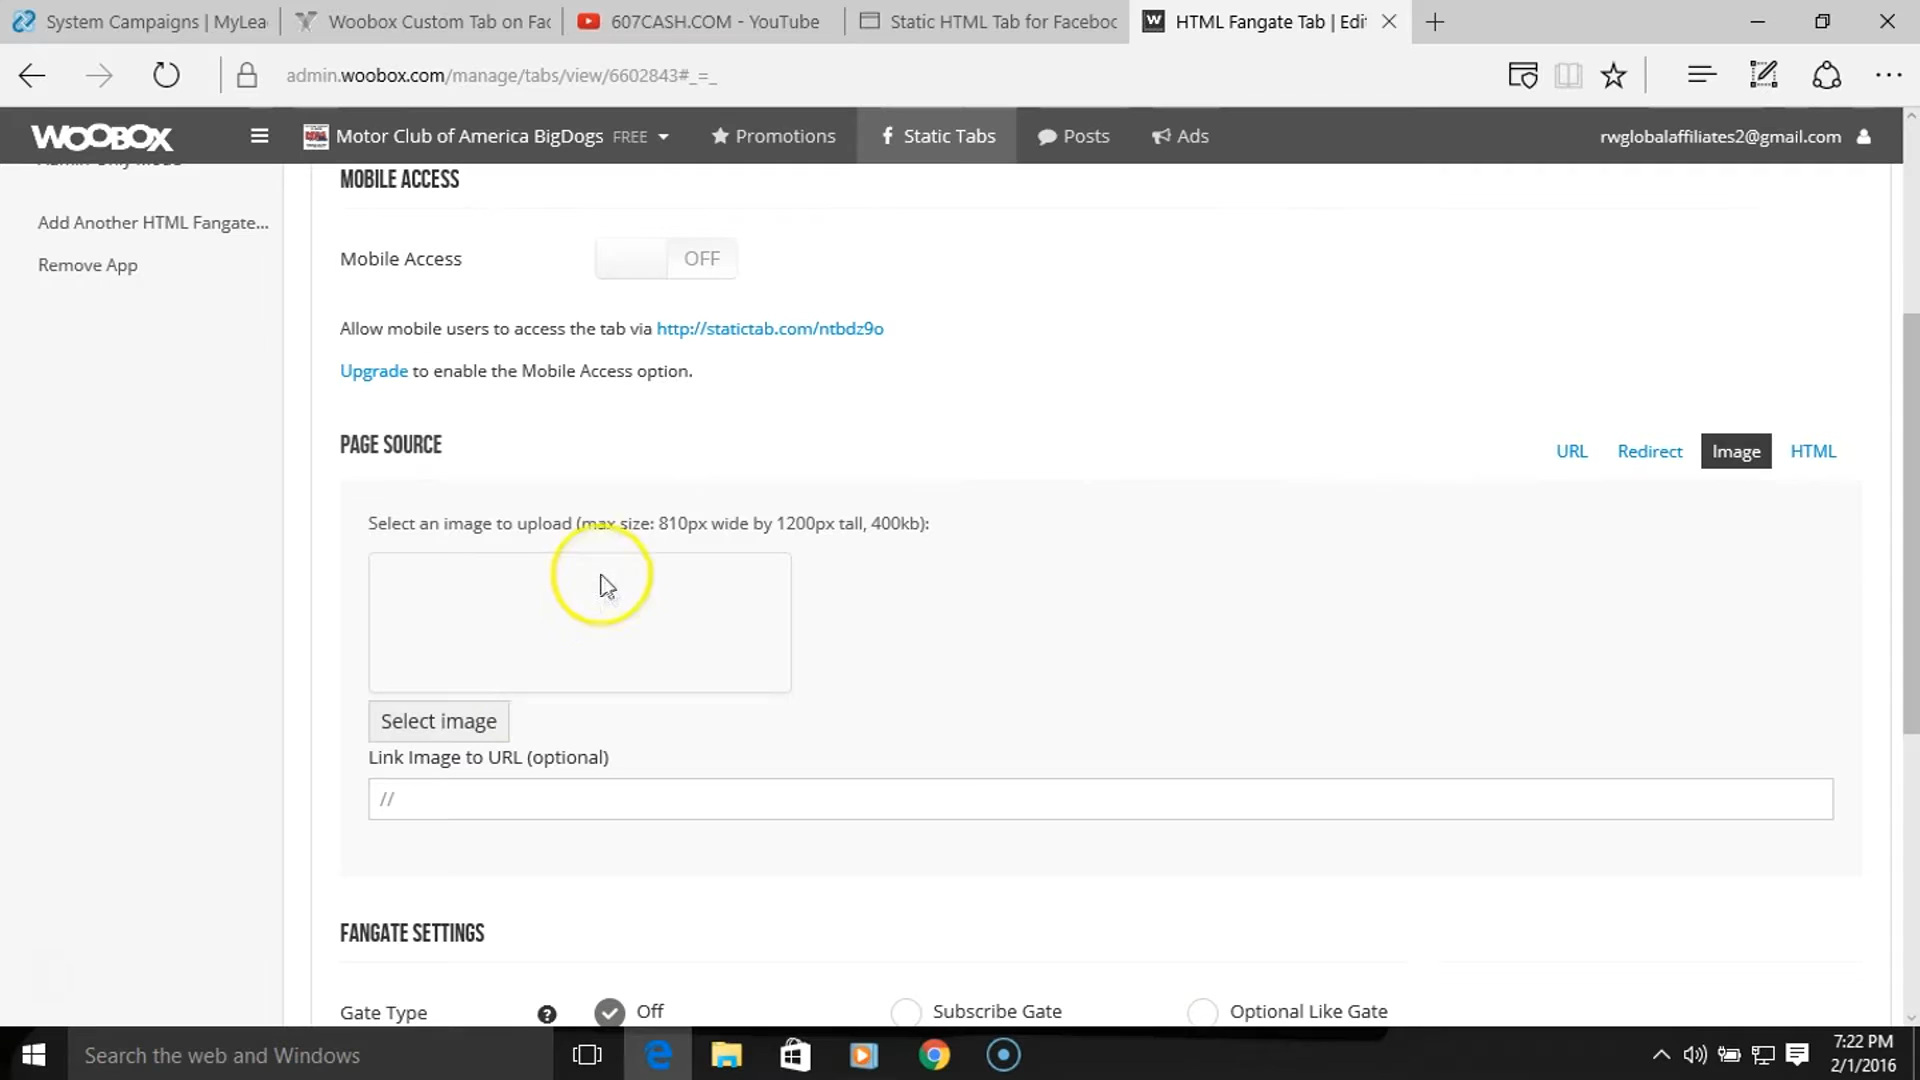 System Campaigns | MyLea
Woobox Custom Tab on Fac
607CASH.COM - YouTube
Static HTML Tab for Faceboc
HTML Fangate Tab | Edit
admin.woobox.com/manage/tabs/view/6602843#_=_
WOOBOX
Motor Club of America BigDogs FREE
Promotions
Static Tabs
Posts
Ads
rwglobalaffiliates2@gmail.com
Admin Only Mode
Add Another HTML Fangate...
Remove App
MOBILE ACCESS
Mobile Access
OFF
Allow mobile users to access the tab via http://statictab.com/ntbdz9o
Upgrade to enable the Mobile Access option.
PAGE SOURCE
URL
Redirect
Image
HTML
Select an image to upload (max size: 810px wide by 1200px tall, 400kb):
Select image
Link Image to URL (optional)
//
FANGATE SETTINGS
Gate Type
?
Off
Subscribe Gate
Optional Like Gate
Search the web and Windows
7:22 PM
2/1/2016